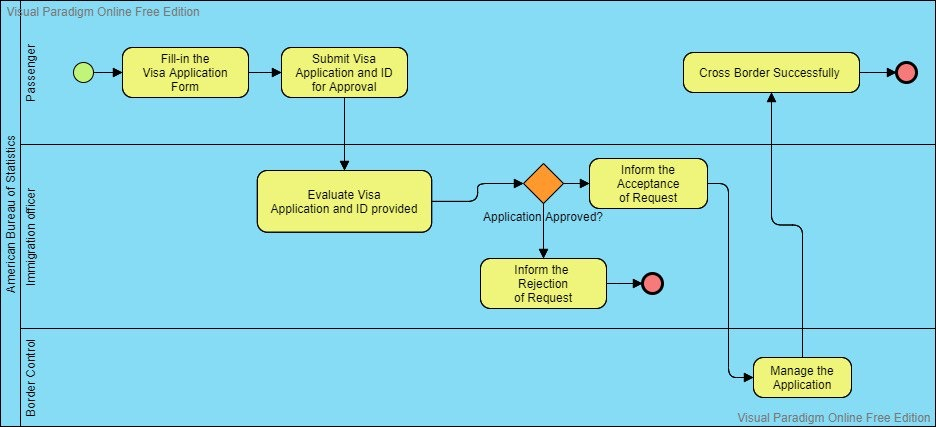 Visual Paradigm Online Free Edition
American Bureau of Statistics
Passenger
Fill-in the
Visa Application
Form
Submit Visa
Application and ID
for Approval
Cross Border Successfully
Immigration officer
Evaluate Visa
Application and ID provided
Application Approved?
Inform the
Acceptance
of Request
Inform the
Rejection
of Request
Border Control
Manage the
Application
Visual Paradigm Online Free Edition